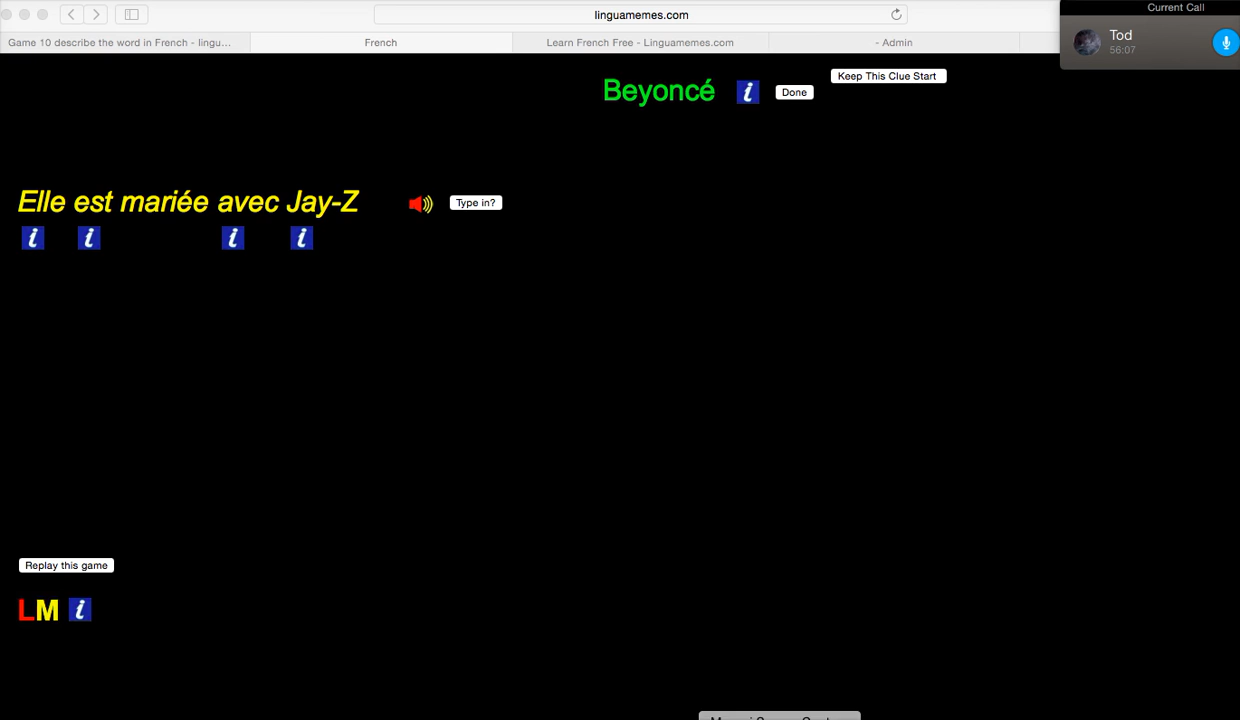 linguamemes.com
Current Call
Tod
56:07
Game 10 describe the word in French - lingu...
French
Learn French Free - Linguamemes.com
- Admin
Beyoncé i Done Keep This Clue Start
Elle est mariée avec Jay-Z Type in?
i i i i
Replay this game
LM i